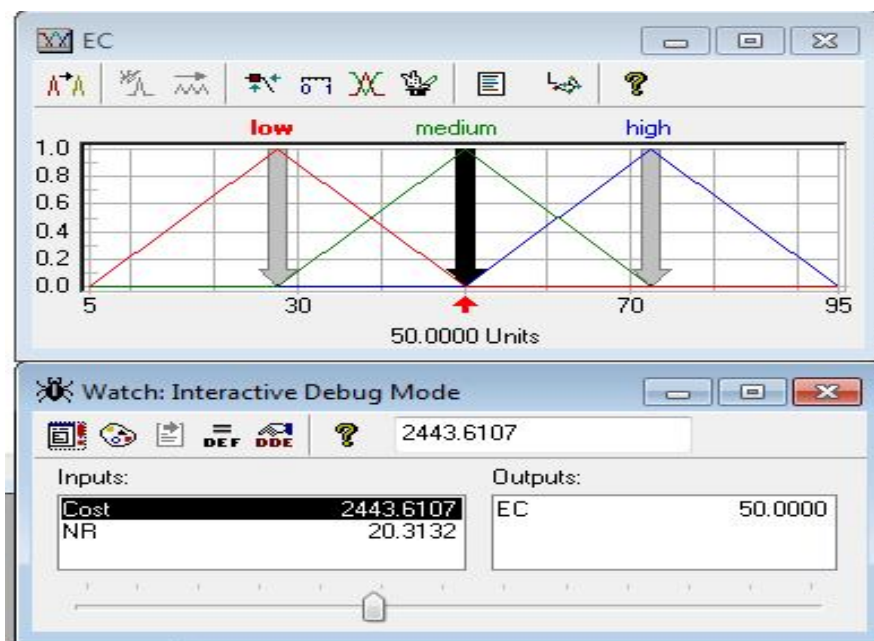 EC
low medium high
1.0
0.8
0.6
0.4
0.2
0.0
5 30 70 95
50.0000 Units
Watch: Interactive Debug Mode
DEF DDE 2443.6107
Inputs: Outputs:
Cost 2443.6107 EC 50.0000
NR 20.3132